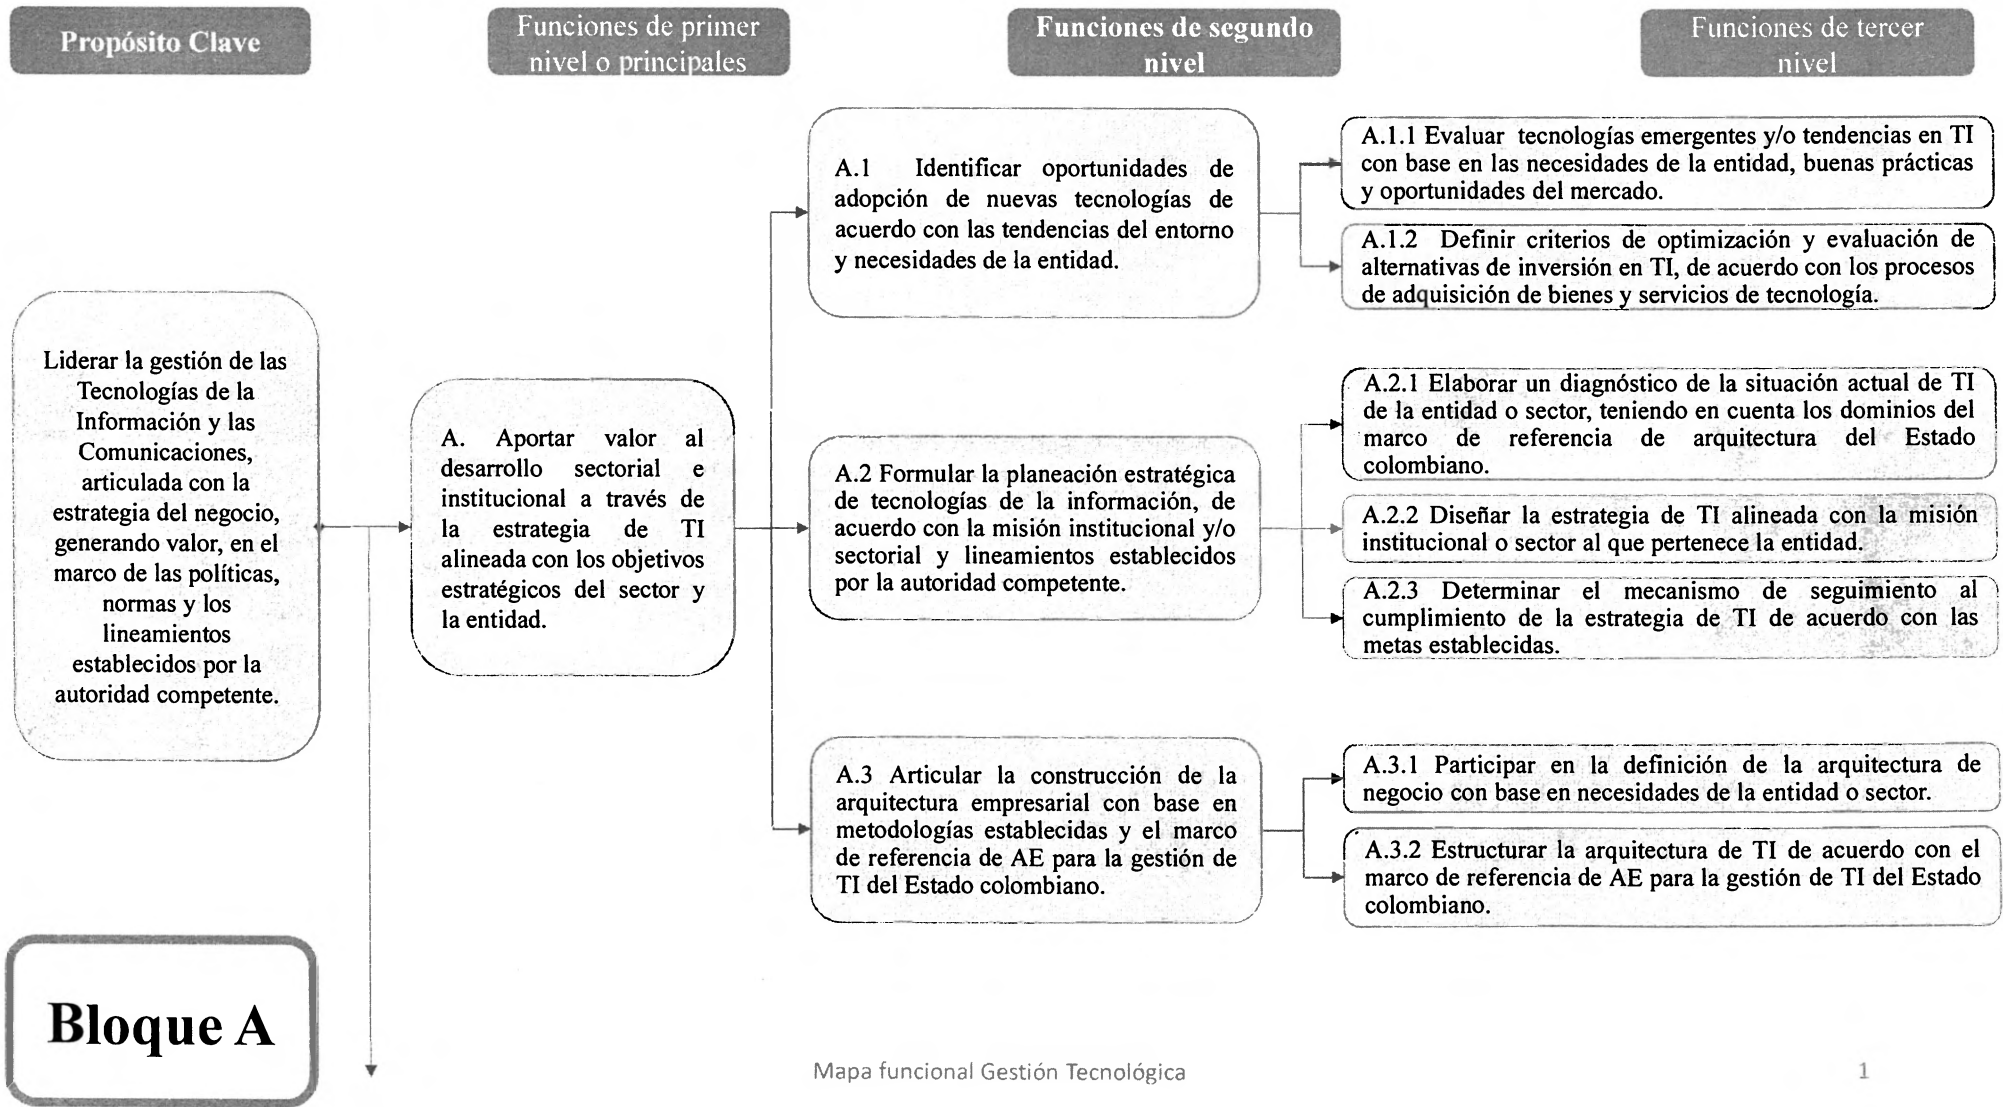 Propósito Clave
Funciones de primer
nivel o principales
Funciones de segundo
nivel
Funciones de tercer
nivel
Liderar la gestión de las
Tecnologías de la
Información y las
Comunicaciones,
articulada con la
estrategia del negocio,
generando valor, en el
marco de las políticas,
normas y los
lineamientos
establecidos por la
autoridad competente.
A. Aportar valor al
desarrollo sectorial e
institucional a través de
la estrategia de TI
alineada con los objetivos
estratégicos del sector y
la entidad.
A.1 Identificar oportunidades de
adopción de nuevas tecnologías de
acuerdo con las tendencias del entorno
y necesidades de la entidad.
A.1.1 Evaluar tecnologías emergentes y/o tendencias en TI
con base en las necesidades de la entidad, buenas prácticas
y oportunidades del mercado.
A.1.2 Definir criterios de optimización y evaluación de
alternativas de inversión en TI, de acuerdo con los procesos
de adquisición de bienes y servicios de tecnología.
A.2 Formular la planeación estratégica
de tecnologías de la información, de
acuerdo con la misión institucional y/o
sectorial y lineamientos establecidos
por la autoridad competente.
A.2.1 Elaborar un diagnóstico de la situación actual de TI
de la entidad o sector, teniendo en cuenta los dominios del
marco de referencia de arquitectura del Estado
colombiano.
A.2.2 Diseñar la estrategia de TI alineada con la misión
institucional o sector al que pertenece la entidad.
A.2.3 Determinar el mecanismo de seguimiento al
cumplimiento de la estrategia de TI de acuerdo con las
metas establecidas.
A.3 Articular la construcción de la
arquitectura empresarial con base en
metodologías establecidas y el marco
de referencia de AE para la gestión de
TI del Estado colombiano.
A.3.1 Participar en la definición de la arquitectura de
negocio con base en necesidades de la entidad o sector.
A.3.2 Estructurar la arquitectura de TI de acuerdo con el
marco de referencia de AE para la gestión de TI del Estado
colombiano.
Bloque A
Mapa funcional Gestión Tecnológica
1